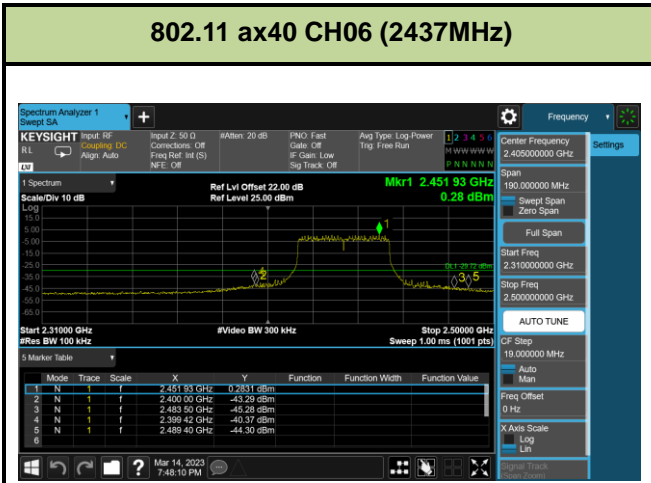 802.11 ax40 CH06 (2437MHz)
Spectrum Analyzer 1
Swept SA
Frequency
KEYSIGHT
RL
Input: RF
Coupling: DC
Align: Auto
Input Z: 50 Ω
Corrections: Off
Freq Ref: Int (S)
NFE: Off
#Atten: 20 dB
PNO: Fast
Gate: Off
IF Gain: Low
Sig Track: Off
Avg Type: Log-Power
Trig: Free Run
1 2 3 4 5 6
M W W W W W
P N N N N N
Center Frequency
2.405000000 GHz
Settings
1 Spectrum
Scale/Div 10 dB
Log
Ref Lvl Offset 22.00 dB
Ref Level 25.00 dBm
Mkr1 2.451 93 GHz
0.28 dBm
Span
190.000000 MHz
Swept Span
Zero Span
Full Span
Start Freq
2.310000000 GHz
Stop Freq
2.500000000 GHz
AUTO TUNE
CF Step
19.000000 MHz
Auto
Man
Freq Offset
0 Hz
X Axis Scale
Log
Lin
Signal Track
(Span Zoom)
15.0
5.00
-5.00
-15.0
-25.0
-35.0
-45.0
-55.0
-65.0
1
DL1 -29.72 dBm
2
3
5
Start 2.31000 GHz
#Res BW 100 kHz
#Video BW 300 kHz
Stop 2.50000 GHz
Sweep 1.00 ms (1001 pts)
5 Marker Table
Mode Trace Scale X Y Function Function Width Function Value
1 N 1 f 2.451 93 GHz 0.2831 dBm
2 N 1 f 2.400 00 GHz -43.29 dBm
3 N 1 f 2.483 50 GHz -45.28 dBm
4 N 1 f 2.399 42 GHz -40.37 dBm
5 N 1 f 2.489 40 GHz -44.30 dBm
6
Mar 14, 2023
7:48:10 PM